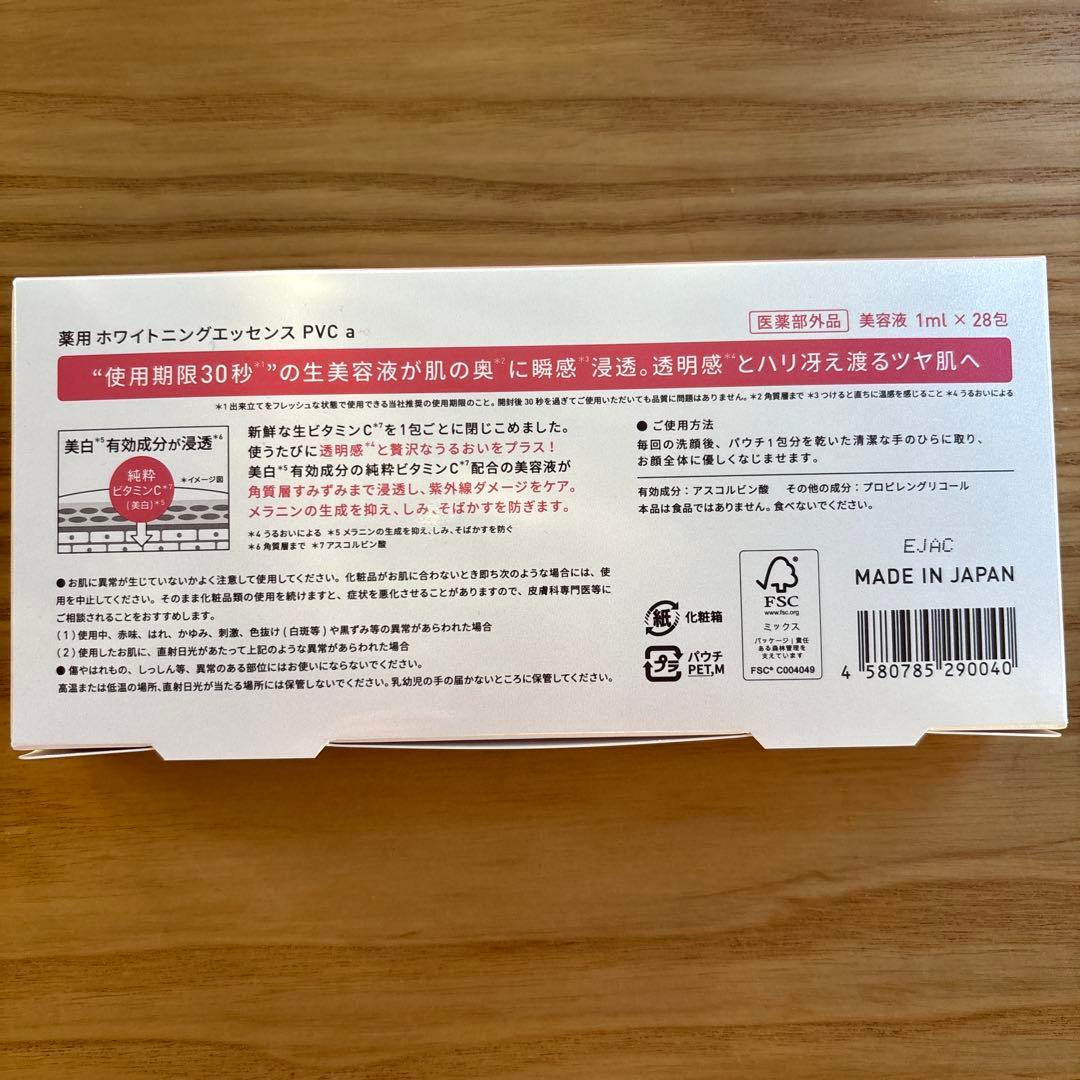 薬用 ホワイトニングエッセンス PVC a
医薬部外品 美容液 1ml × 28包
“使用期限30秒*1”の生美容液が肌の奥*2に瞬感*3浸透。透明感*4とハリ冴え渡るツヤ肌へ
*1 出来立てをフレッシュな状態で使用できる当社推奨の使用期限のこと。開封後30秒を過ぎてご使用いただいても品質に問題はありません。*2 角質層まで *3 つけると直ちに温感を感じること *4 うるおいによる
美白*5有効成分が浸透*6
純粋
ビタミンC*7
(美白)*5
*イメージ図
新鮮な生ビタミンC*7を1包ごとに閉じこめました。
使うたびに透明感*4と贅沢なうるおいをプラス！
美白*5有効成分の純粋ビタミンC*7配合の美容液が
角質層すみずみまで浸透し、紫外線ダメージをケア。
メラニンの生成を抑え、しみ、そばかすを防ぎます。
*4 うるおいによる *5 メラニンの生成を抑え、しみ、そばかすを防ぐ
*6 角質層まで *7 アスコルビン酸
●お肌に異常が生じていないかよく注意して使用してください。化粧品がお肌に合わないとき即ち次のような場合には、使
用を中止してください。そのまま化粧品類の使用を続けますと、症状を悪化させることがありますので、皮膚科専門医等に
ご相談されることをおすすめします。
(1)使用中、赤味、はれ、かゆみ、刺激、色抜け(白斑等)や黒ずみ等の異常があらわれた場合
(2)使用したお肌に、直射日光があたって上記のような異常があらわれた場合
●傷やはれもの、しっしん等、異常のある部位にはお使いにならないでください。
高温または低温の場所、直射日光が当たる場所には保管しないでください。乳幼児の手の届かないところに保管してください。
●ご使用方法
毎回の洗顔後、パウチ1包分を乾いた清潔な手のひらに取り、
お顔全体に優しくなじませます。
有効成分：アスコルビン酸 その他の成分：プロピレングリコール
本品は食品ではありません。食べないでください。
紙 化粧箱
プラ パウチ
PET,M
FSC
www.fsc.org
ミックス
パッケージ｜責任
ある森林管理を
支えています
FSC® C004049
EJAC
MADE IN JAPAN
4 580785 290040